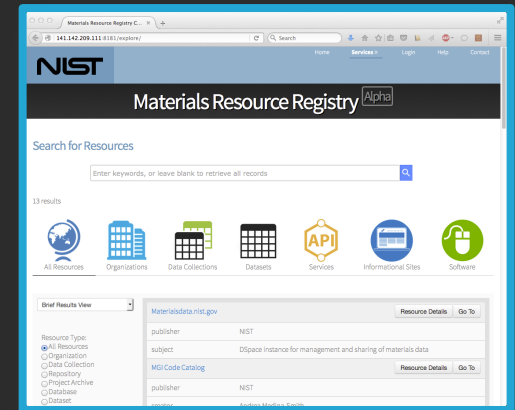 Materials Resource Registry C...
141.142.209.111:8181/explore/
Search
NIST
Home Services Login Help Contact
Materials Resource Registry Alpha
Search for Resources
Enter keywords, or leave blank to retrieve all records
13 results
API
All Resources Organizations Data Collections Datasets Services Informational Sites Software
Brief Results View
Materialsdata.nist.gov Resource Details Go To
publisher NIST
Resource Type:
subject DSpace instance for management and sharing of materials data
All Resources
Organization
Data Collection
Repository
Project Archive
Database
Dataset
MGI Code Catalog Resource Details Go To
publisher NIST
creator Andrea Medina-Smith